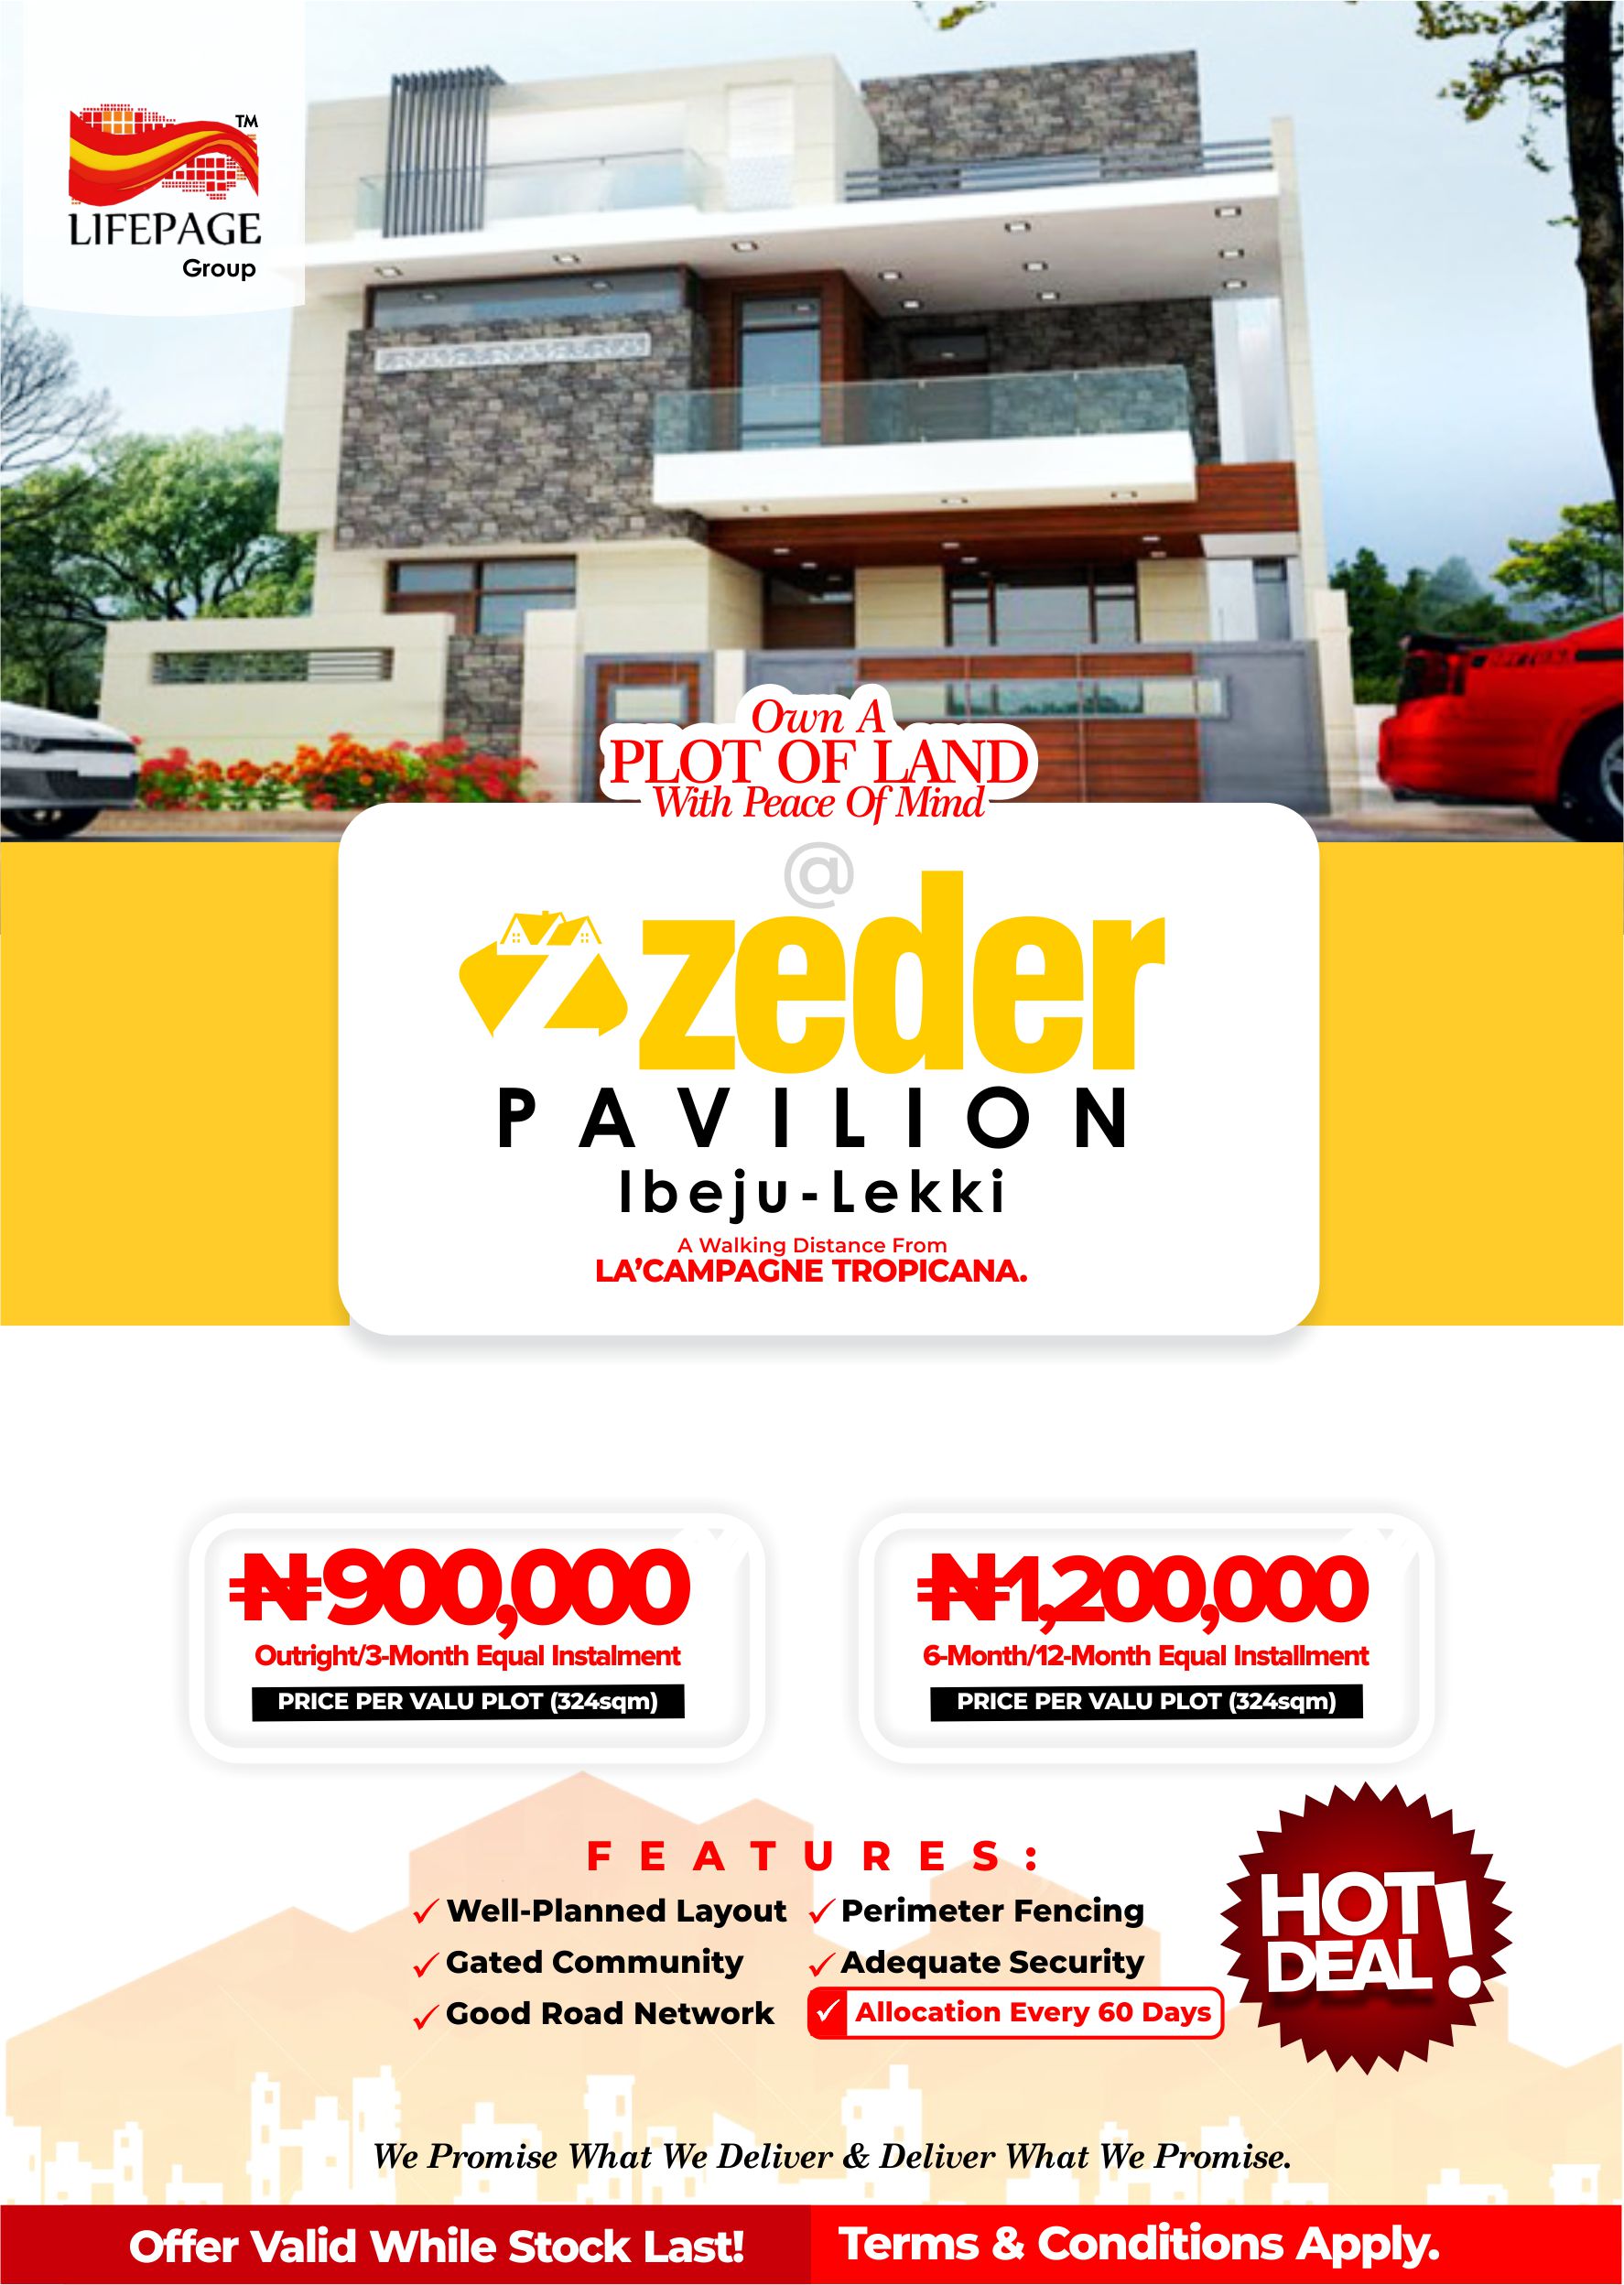 TM
LIFEPAGE
Group
Own A
PLOT OF LAND
With Peace Of Mind
@
zeder
PAVILION
Ibeju-Lekki
A Walking Distance From
LA'CAMPAGNE TROPICANA.
₦900,000
Outright/3-Month Equal Instalment
PRICE PER VALU PLOT (324sqm)
₦1,200,000
6-Month/12-Month Equal Installment
PRICE PER VALU PLOT (324sqm)
FEATURES:
✓ Well-Planned Layout
✓ Gated Community
✓ Good Road Network
✓ Perimeter Fencing
✓ Adequate Security
✓ Allocation Every 60 Days
HOT
DEAL!
We Promise What We Deliver & Deliver What We Promise.
Offer Valid While Stock Last!
Terms & Conditions Apply.